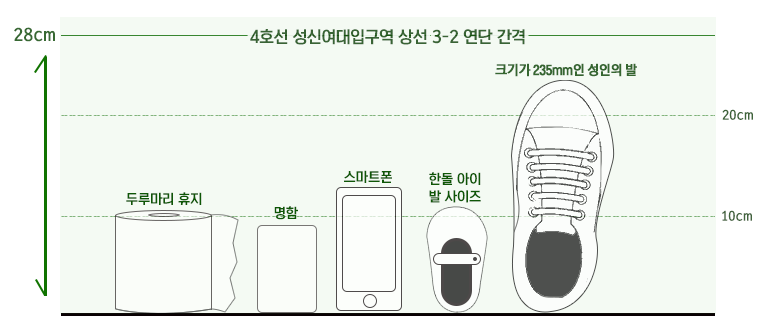 28cm
4호선 성신여대입구역 상선 3-2 연단 간격
크기가 235mm인 성인의 발
20cm
스마트폰
한돌 아이
발 사이즈
두루마리 휴지
명함
10cm